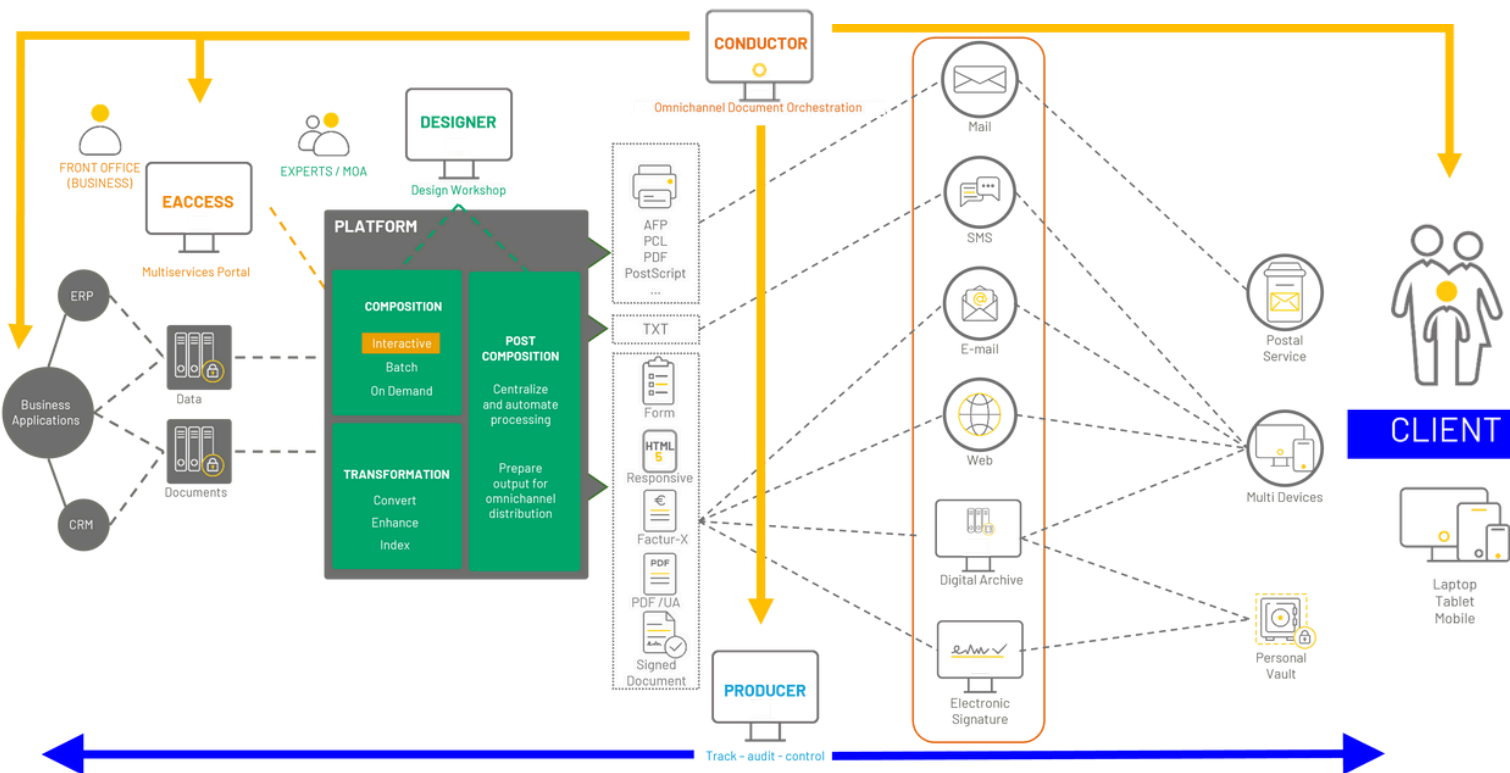 CONDUCTOR
Omnichannel Document Orchestration
FRONT OFFICE
(BUSINESS)
EACCESS
Multiservices Portal
EXPERTS / MOA
DESIGNER
Design Workshop
ERP
Business
Applications
CRM
Data
Documents
PLATFORM
COMPOSITION
Interactive
Batch
On Demand
TRANSFORMATION
Convert
Enhance
Index
POST
COMPOSITION
Centralize
and automate
processing
Prepare
output for
omnichannel
distribution
AFP
PCL
PDF
PostScript
...
TXT
Form
HTML
5
Responsive
€
Factur-X
PDF
PDF /UA
Signed
Document
PRODUCER
Track - audit - control
Mail
SMS
@
E-mail
Web
Digital Archive
Electronic
Signature
Postal
Service
Multi Devices
Personal
Vault
CLIENT
Laptop
Tablet
Mobile